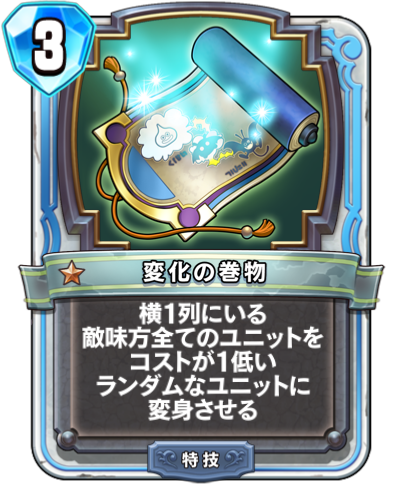 3
変化の巻物
横1列にいる
敵味方全てのユニットを
コストが1低い
ランダムなユニットに
変身させる
特技